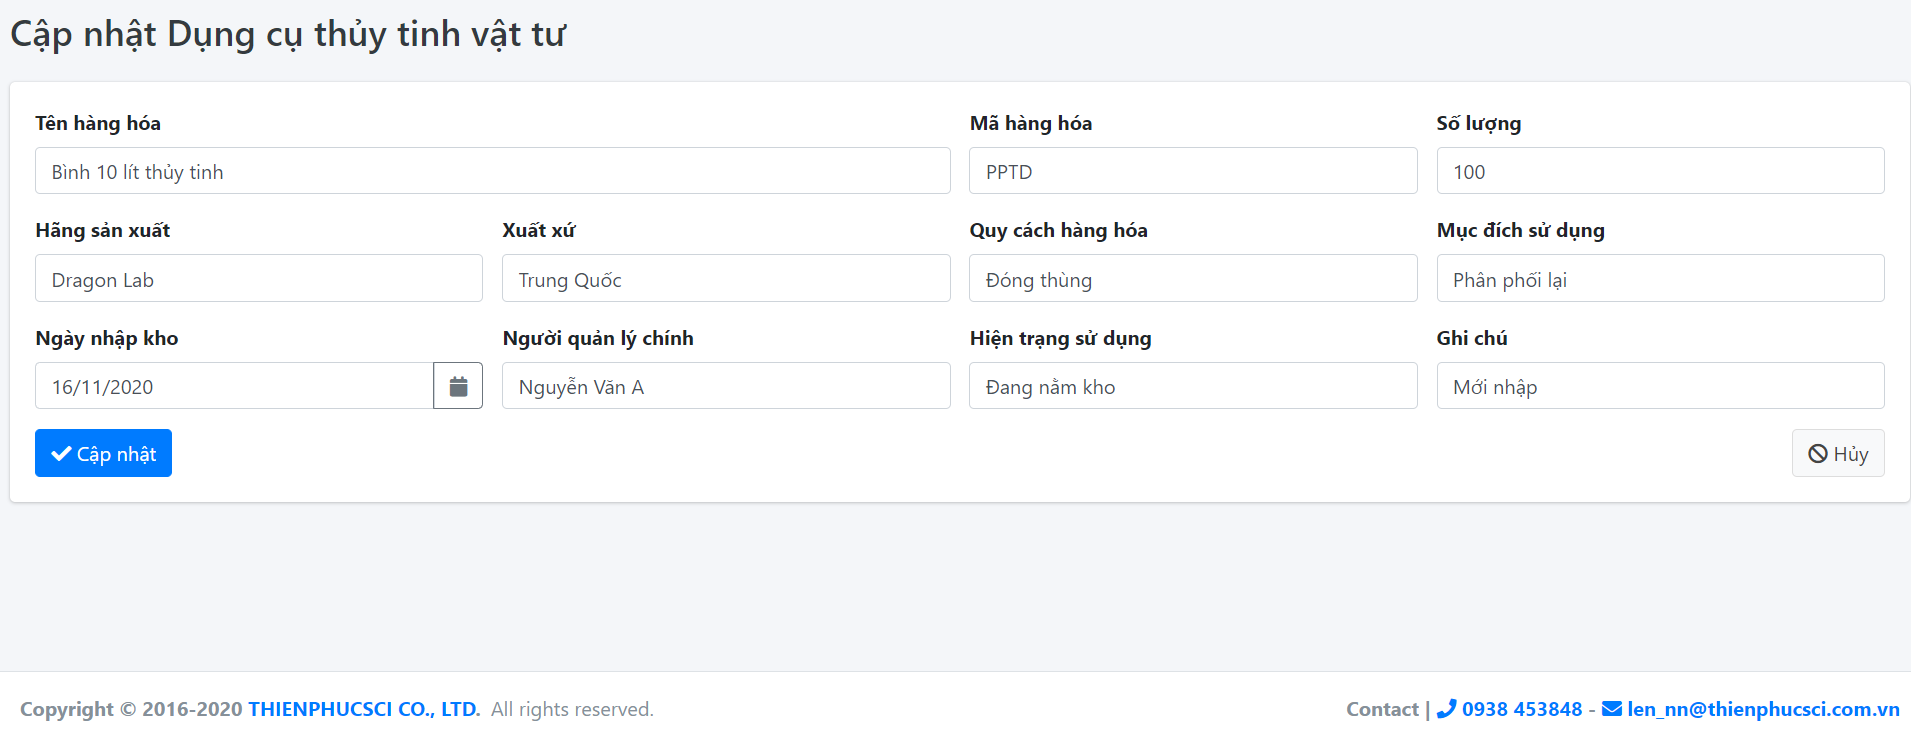 Cập nhật Dụng cụ thủy tinh vật tư
Tên hàng hóa Mã hàng hóa Số lượng
Bình 10 lít thủy tinh PPTD 100
Hãng sản xuất Xuất xứ Quy cách hàng hóa Mục đích sử dụng
Dragon Lab Trung Quốc Đóng thùng Phân phối lại
Ngày nhập kho Người quản lý chính Hiện trạng sử dụng Ghi chú
16/11/2020 Nguyễn Văn A Đang nằm kho Mới nhập
Cập nhật Hủy
Copyright © 2016-2020 THIENPHUCSCI CO., LTD. All rights reserved. Contact | 0938 453848 - len_nn@thienphucsci.com.vn